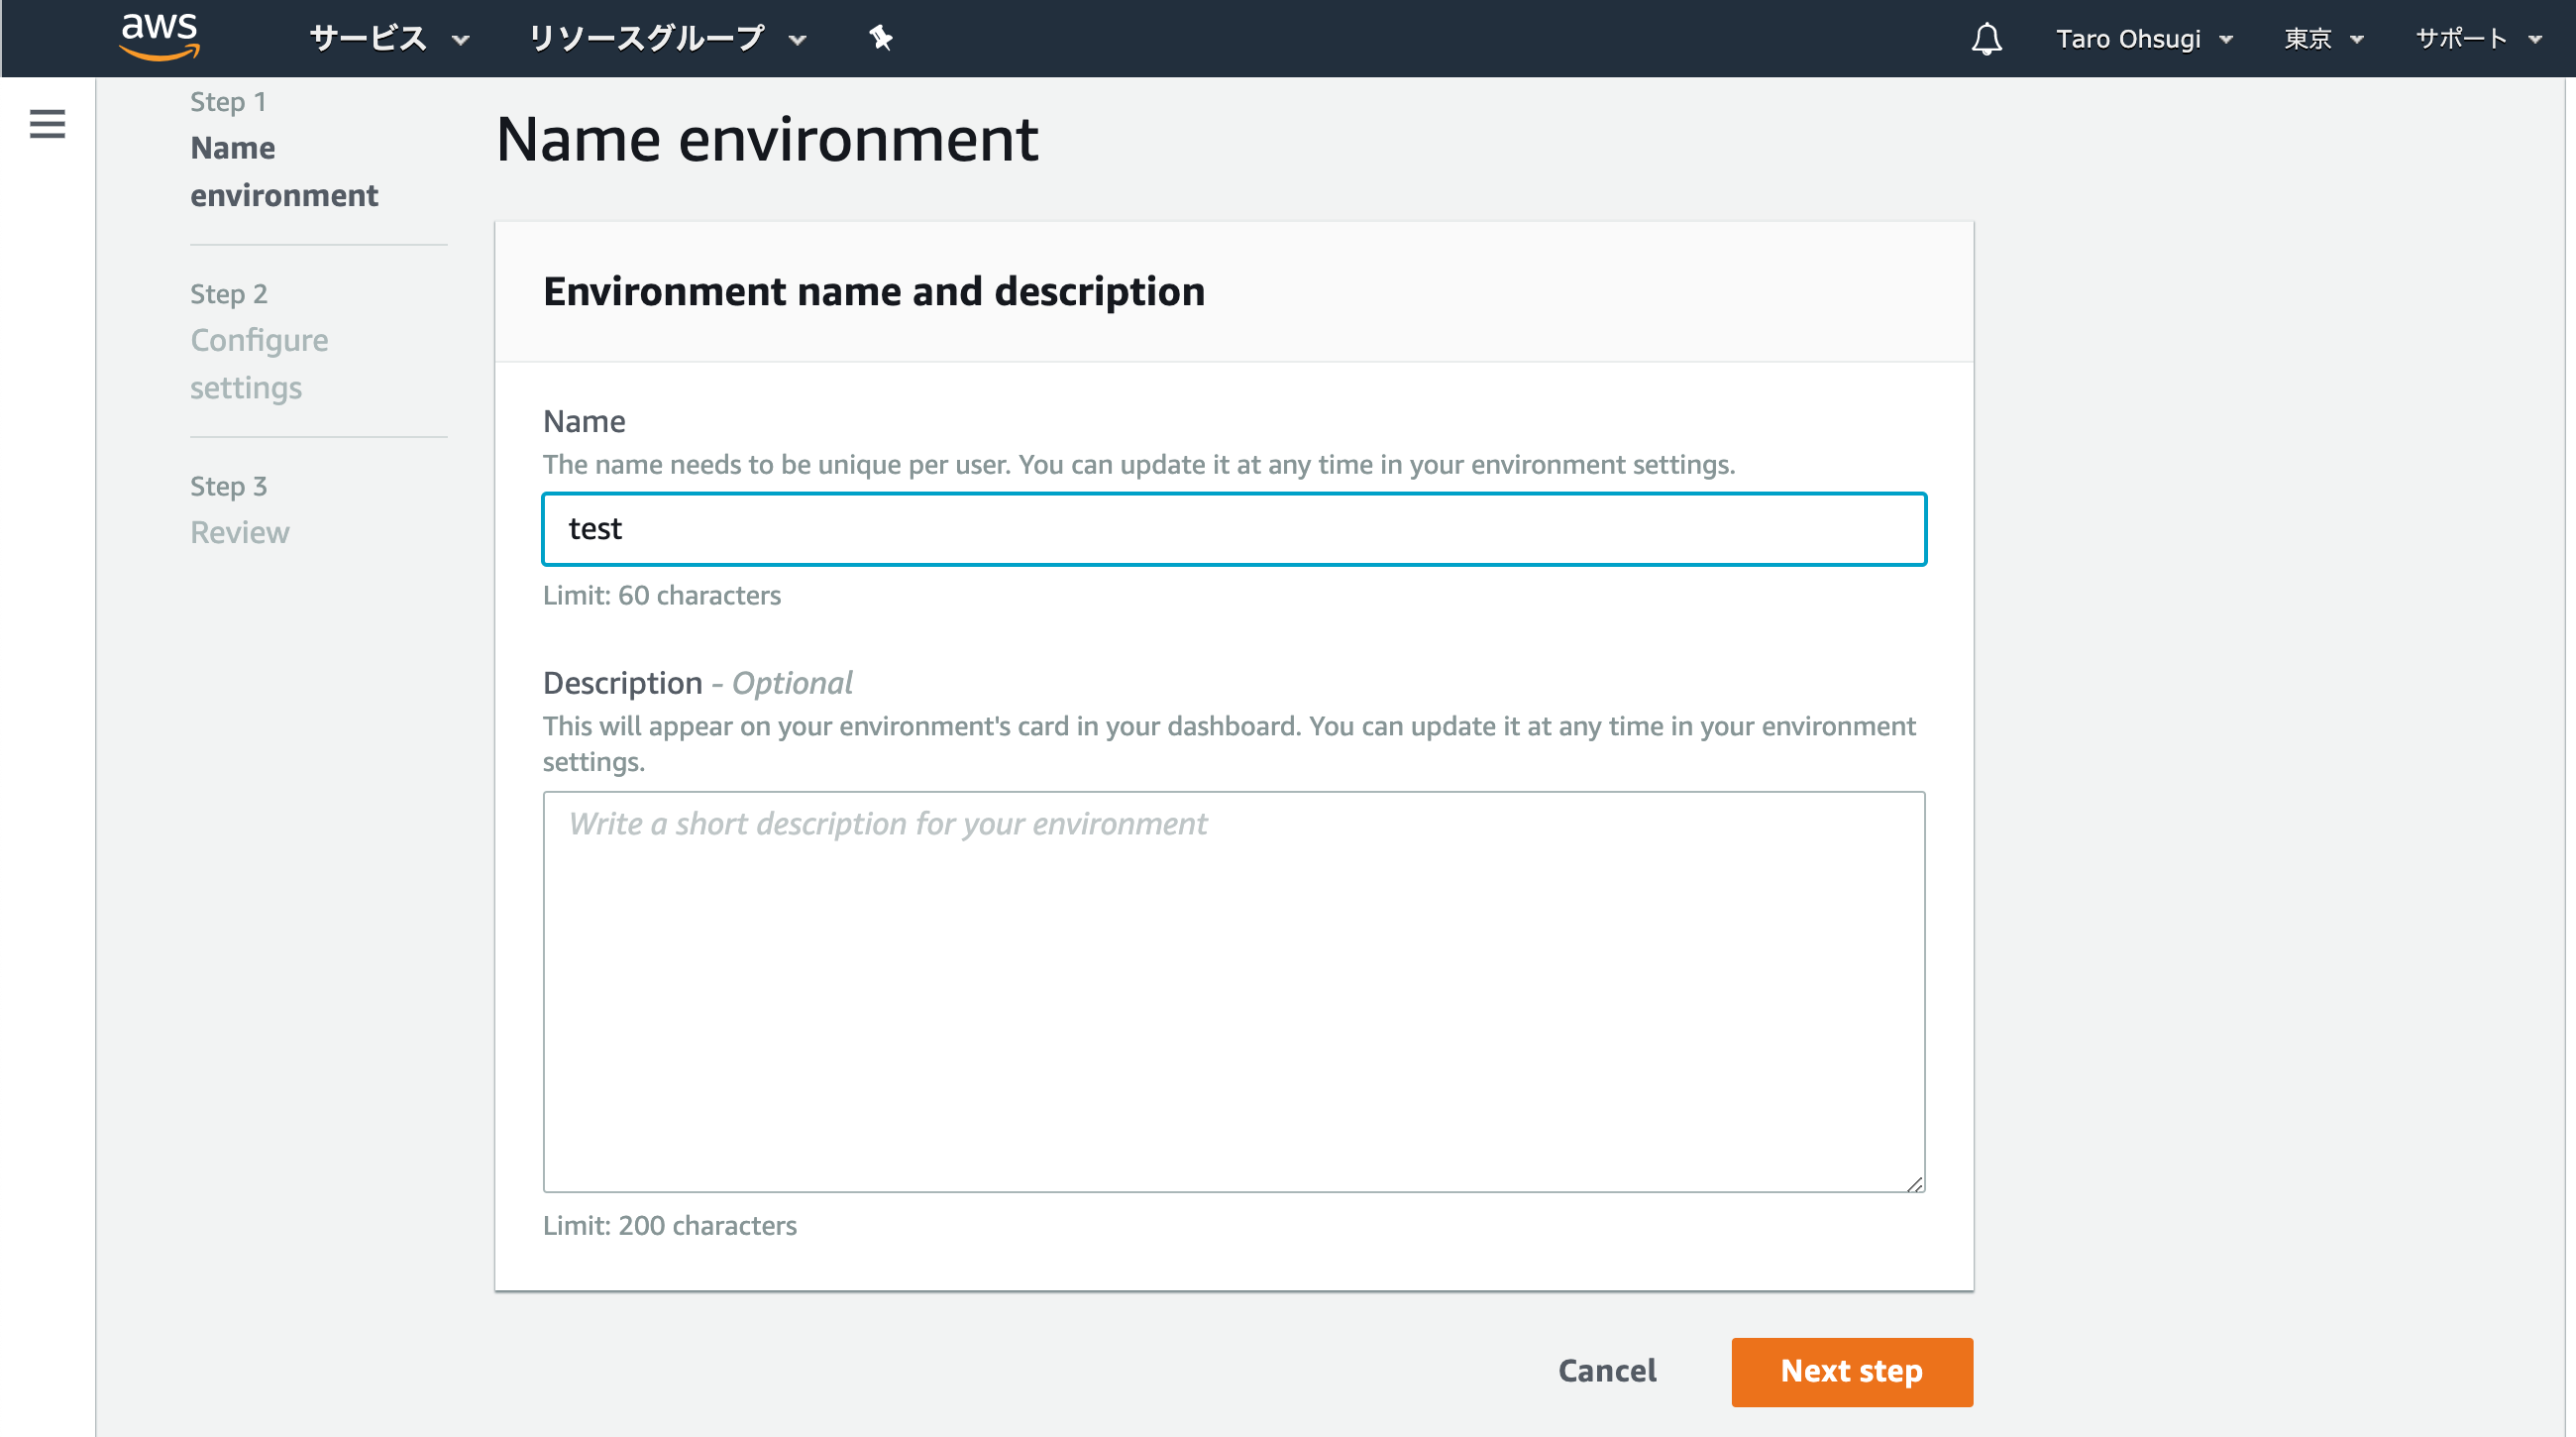 aws サービス リソースグループ Taro Ohsugi 東京 サポート
Step 1
Name
environment
Step 2
Configure
settings
Step 3
Review
Name environment
Environment name and description
Name
The name needs to be unique per user. You can update it at any time in your environment settings.
test
Limit: 60 characters
Description - Optional
This will appear on your environment's card in your dashboard. You can update it at any time in your environment
settings.
Write a short description for your environment
Limit: 200 characters
Cancel Next step